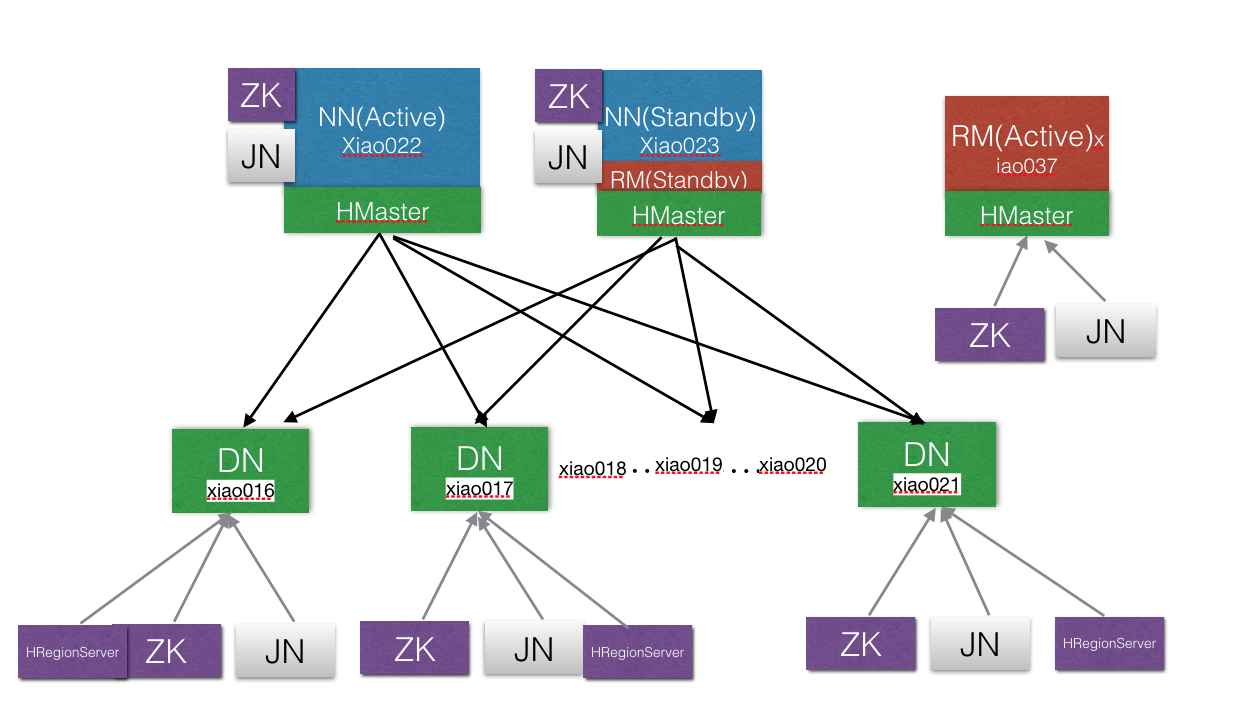 ZK
NN(Active)
Xiao022
JN
HMaster
ZK
NN(Standby)
Xiao023
JN
RM(Standby)
HMaster
RM(Active)x
iao037
HMaster
ZK
JN
DN
xiao016
DN
xiao017
xiao018 . . xiao019 . . . xiao020
DN
xiao021
HRegionServer
ZK
JN
ZK
JN
HRegionServer
ZK
JN
HRegionServer